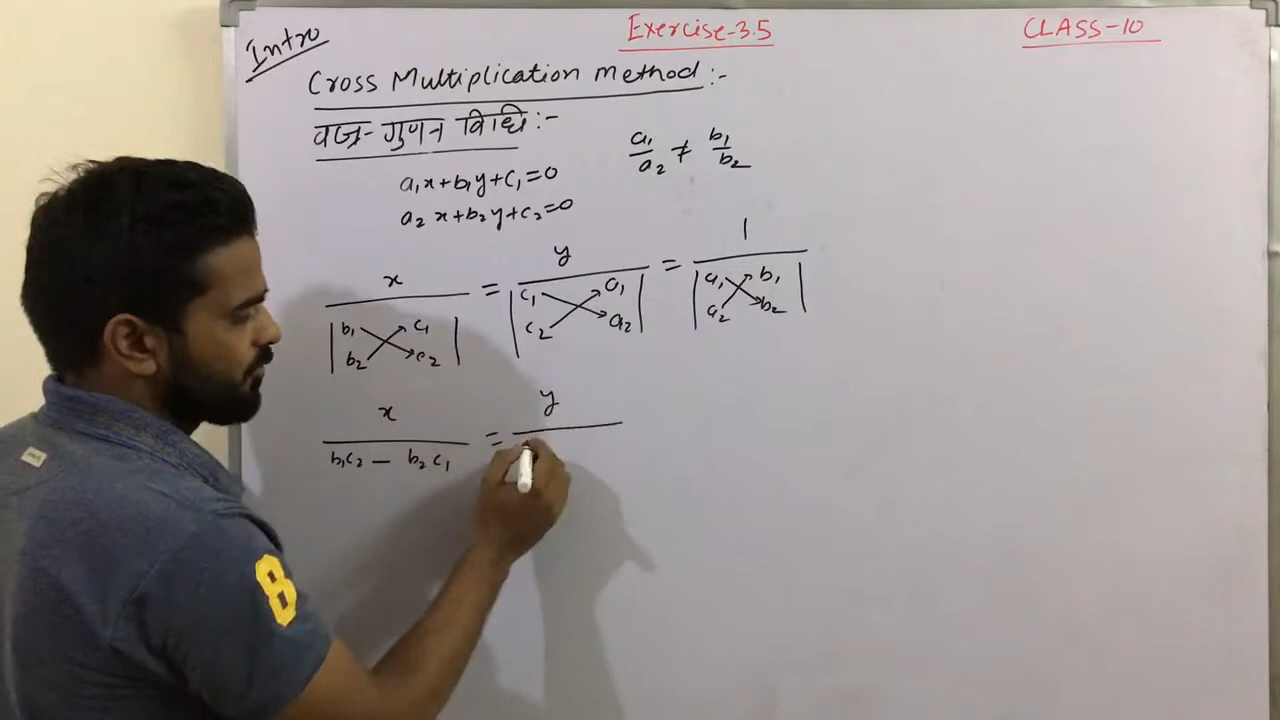 Intro
Exercise-3.5
CLASS-10
Cross Multiplication method :-
वज्र-गुणन विधि :-
a₁x+b₁y+c₁=0
a₂x+b₂y+c₂=0
a₁/a₂ ≠ b₁/b₂
x = y = 1
b₁ c₁ c₁ a₁ a₁ b₁
b₂ c₂ c₂ a₂ a₂ b₂
x = y
b₁c₂ — b₂c₁
8